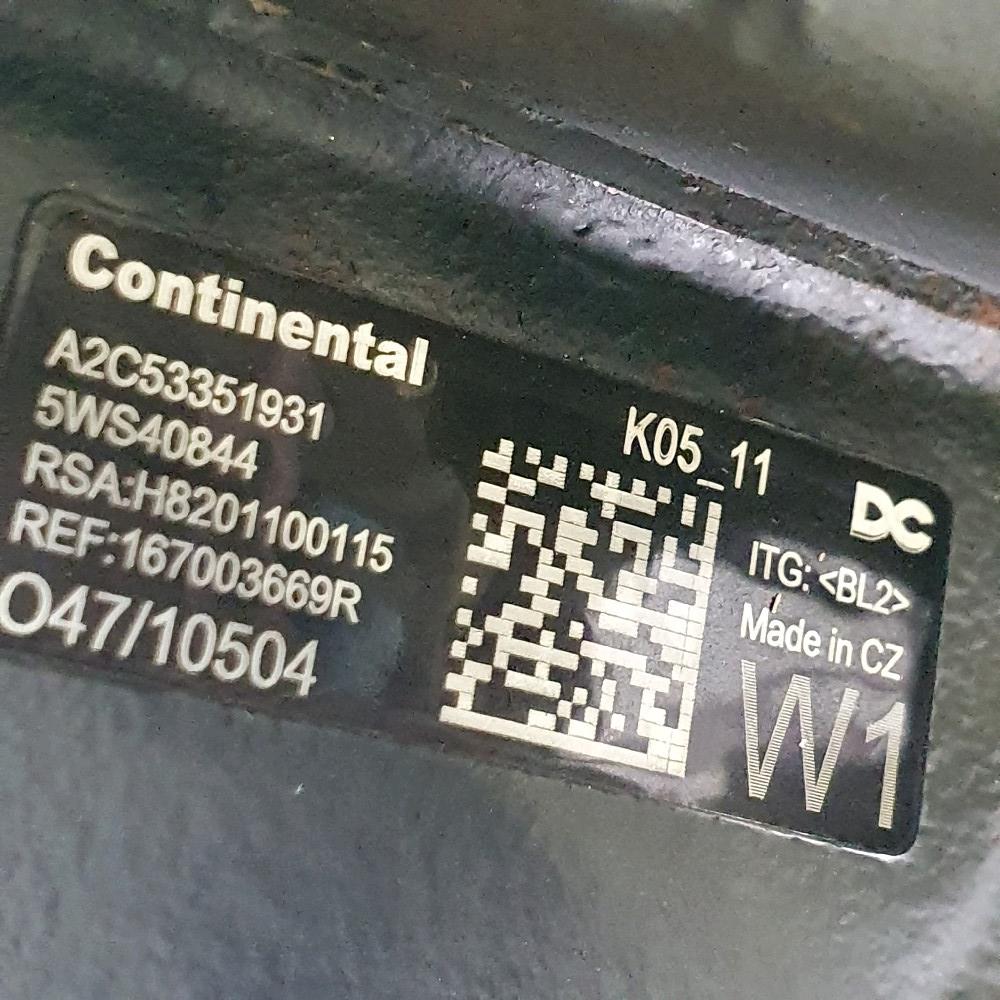 Continental
A2C53351931
5WS40844
RSA:H8201100115
REF:167003669R
O47/10504
K05_11
DC
ITG: <BL2>
Made in CZ
W1